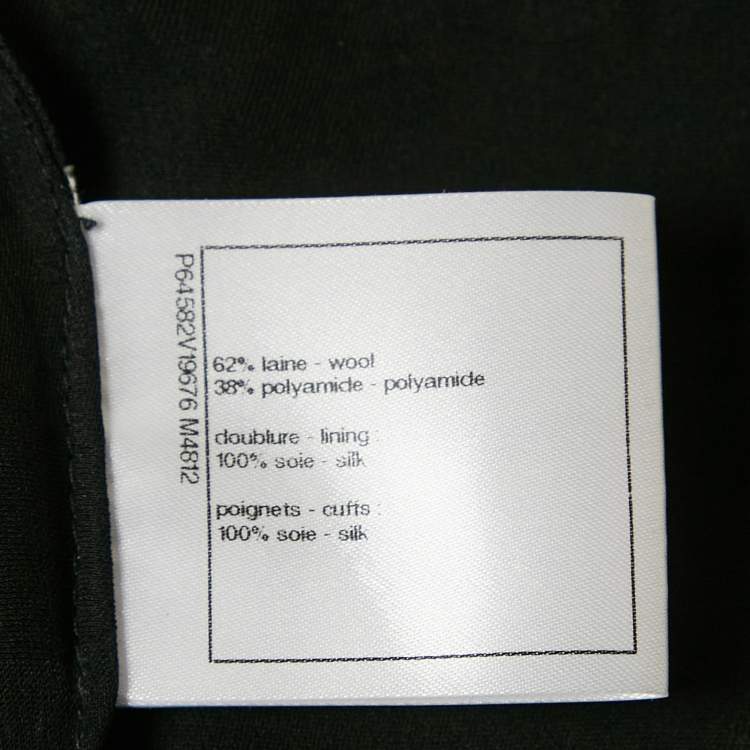 P64582V19676 M4812
62% laine - wool
38% polyamide - polyamide
doublure - lining :
100% soie - silk
poignets - cuffs :
100% soie - silk